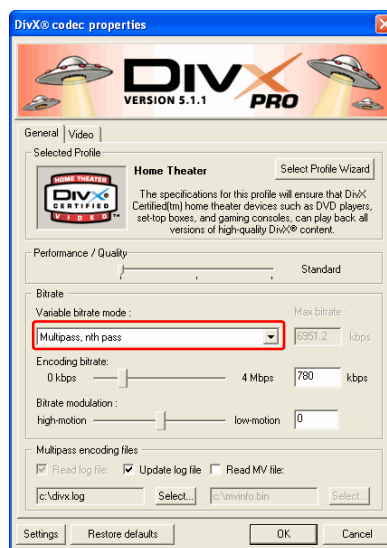 DivX® codec properties
DIVX
VERSION 5.1.1 PRO
General Video
Selected Profile
HOME THEATER
DIVX
CERTIFIED
VIDEO ™
Home Theater
Select Profile Wizard
The specifications for this profile will ensure that DivX
Certified(tm) home theater devices such as DVD players,
set-top boxes, and gaming consoles, can play back all
versions of high-quality DivX® content.
Performance / Quality
Standard
Bitrate
Variable bitrate mode :
Max bitrate :
Multipass, nth pass
6951.2 kbps
Encoding bitrate:
0 kbps 4 Mbps 780 kbps
Bitrate modulation :
high-motion low-motion 0
Multipass encoding files
Read log file: Update log file Read MV file:
c:\divx.log Select... c:\mvinfo.bin Select...
Settings Restore defaults OK Cancel